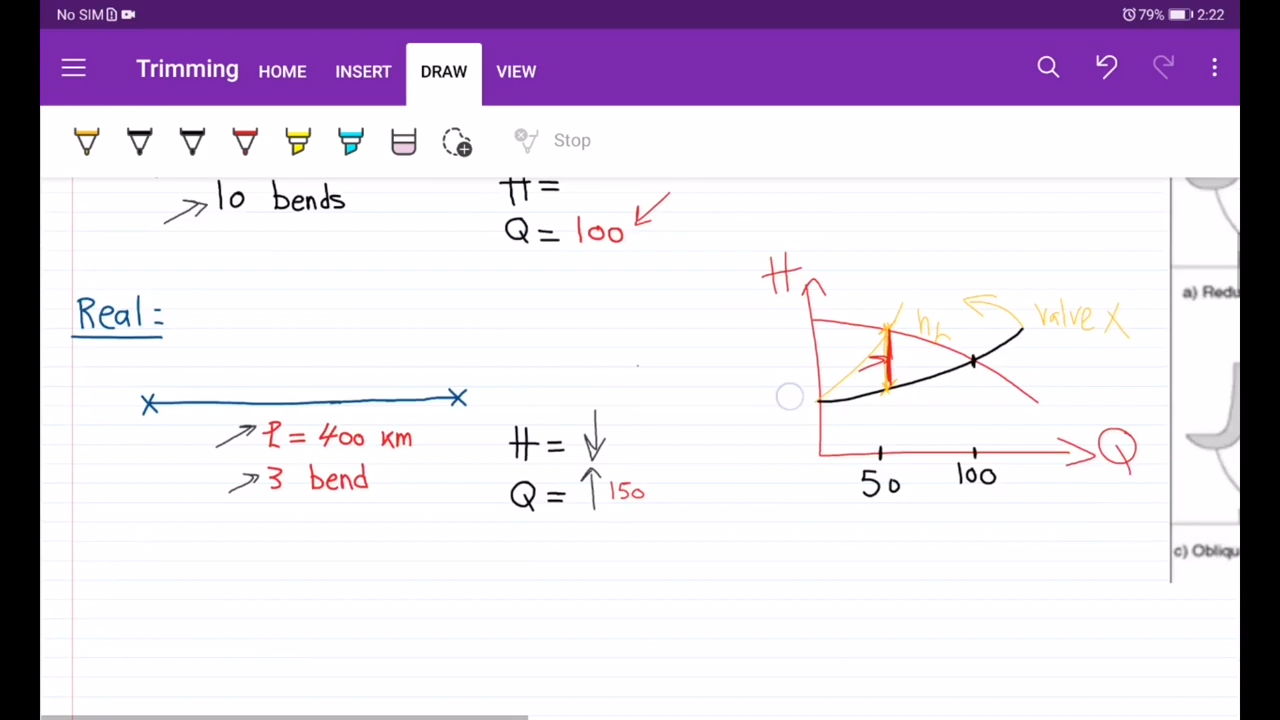 No SIM 79% 2:22
Trimming HOME INSERT DRAW VIEW
Stop
10 bends
H =
Q = 100
Real:
l = 400 km
3 bend
H = ↓
Q = ↑ 150
H
hL
valve X
Q
50 100
a) Redu
c) Obliqu